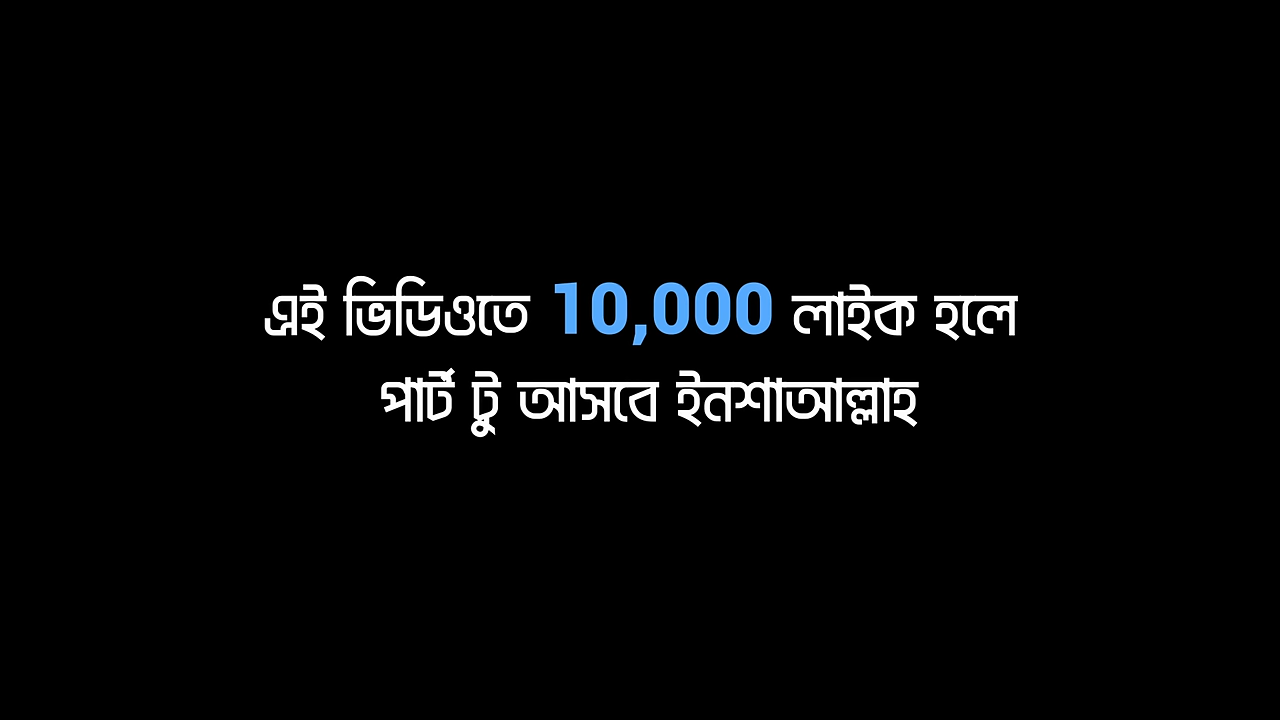 এই ভিডিওতে 10,000 লাইক হলে
পার্ট টু আসবে ইনশাআল্লাহ